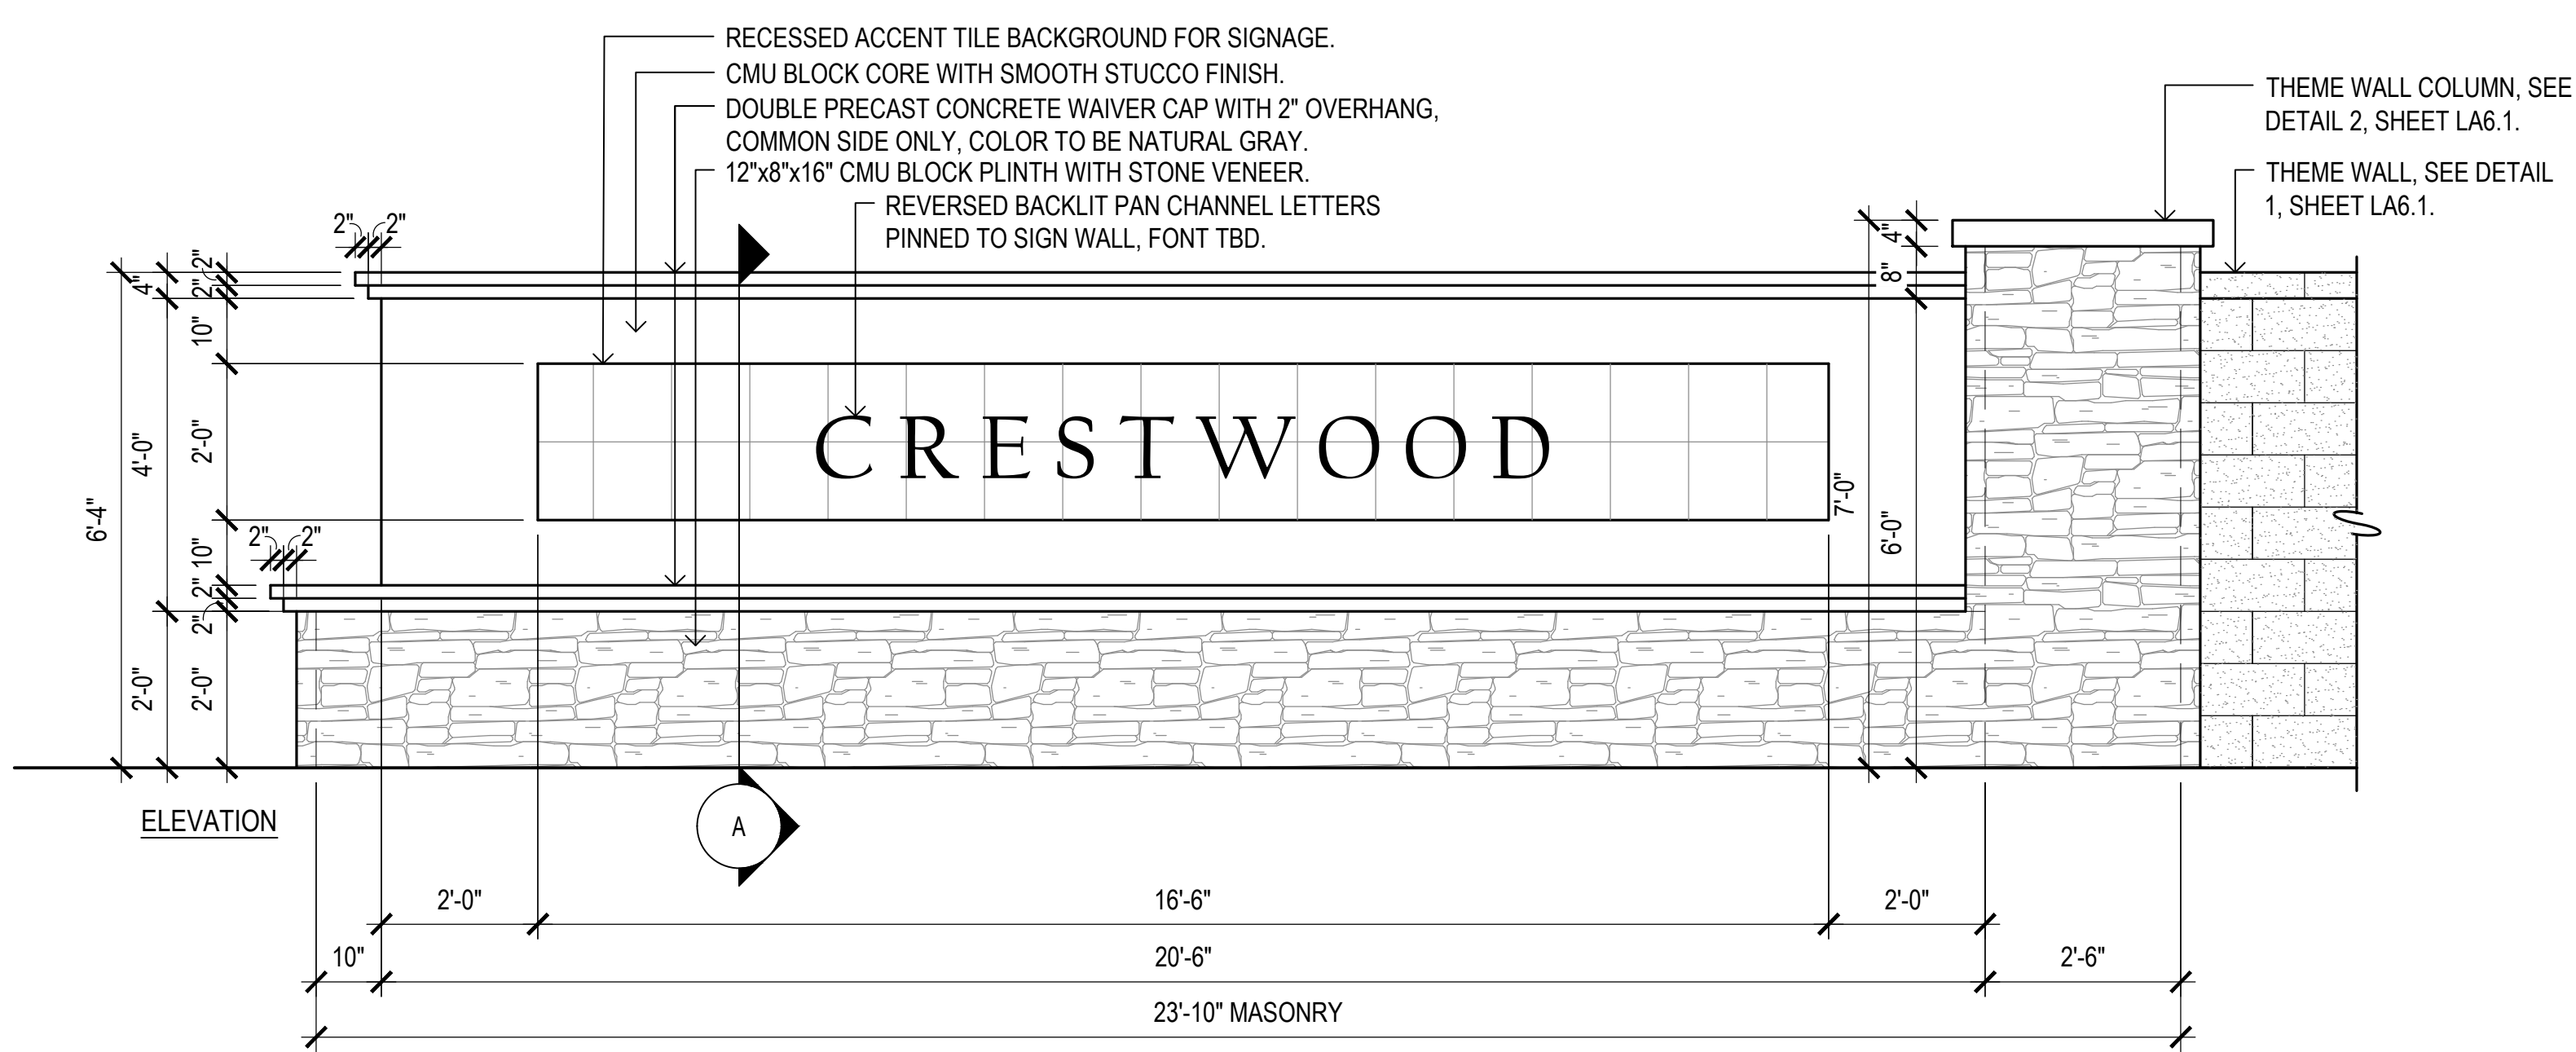 RECESSED ACCENT TILE BACKGROUND FOR SIGNAGE.
CMU BLOCK CORE WITH SMOOTH STUCCO FINISH.
DOUBLE PRECAST CONCRETE WAIVER CAP WITH 2" OVERHANG,
COMMON SIDE ONLY, COLOR TO BE NATURAL GRAY.
12"x8"x16" CMU BLOCK PLINTH WITH STONE VENEER.
REVERSED BACKLIT PAN CHANNEL LETTERS
PINNED TO SIGN WALL, FONT TBD.
THEME WALL COLUMN, SEE
DETAIL 2, SHEET LA6.1.
THEME WALL, SEE DETAIL
1, SHEET LA6.1.
2" 2"
6'-4"
4"
4'-0"
2'-0"
2"
2"
10"
2'-0"
10"
2"
2"
2'-0"
2" 2"
CRESTWOOD
7'-0"
4"
8"
6'-0"
ELEVATION
A
2'-0" 16'-6" 2'-0"
10" 20'-6" 2'-6"
23'-10" MASONRY